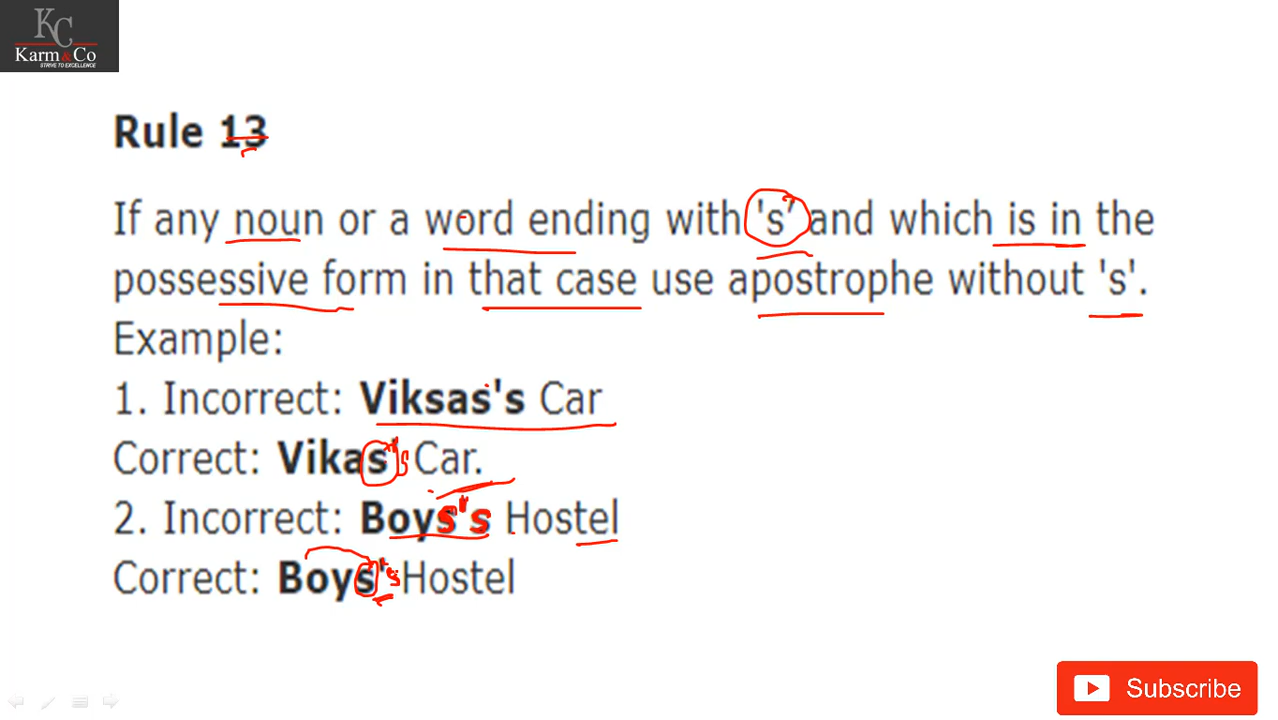 KC
Karm&Co
STRIVE TO EXCELLENCE
Rule 13
If any noun or a word ending with 's' and which is in the
possessive form in that case use apostrophe without 's'.
Example:
1. Incorrect: Viksas's Car
Correct: Vikas's Car.
2. Incorrect: Boys's Hostel
Correct: Boys's Hostel
Subscribe